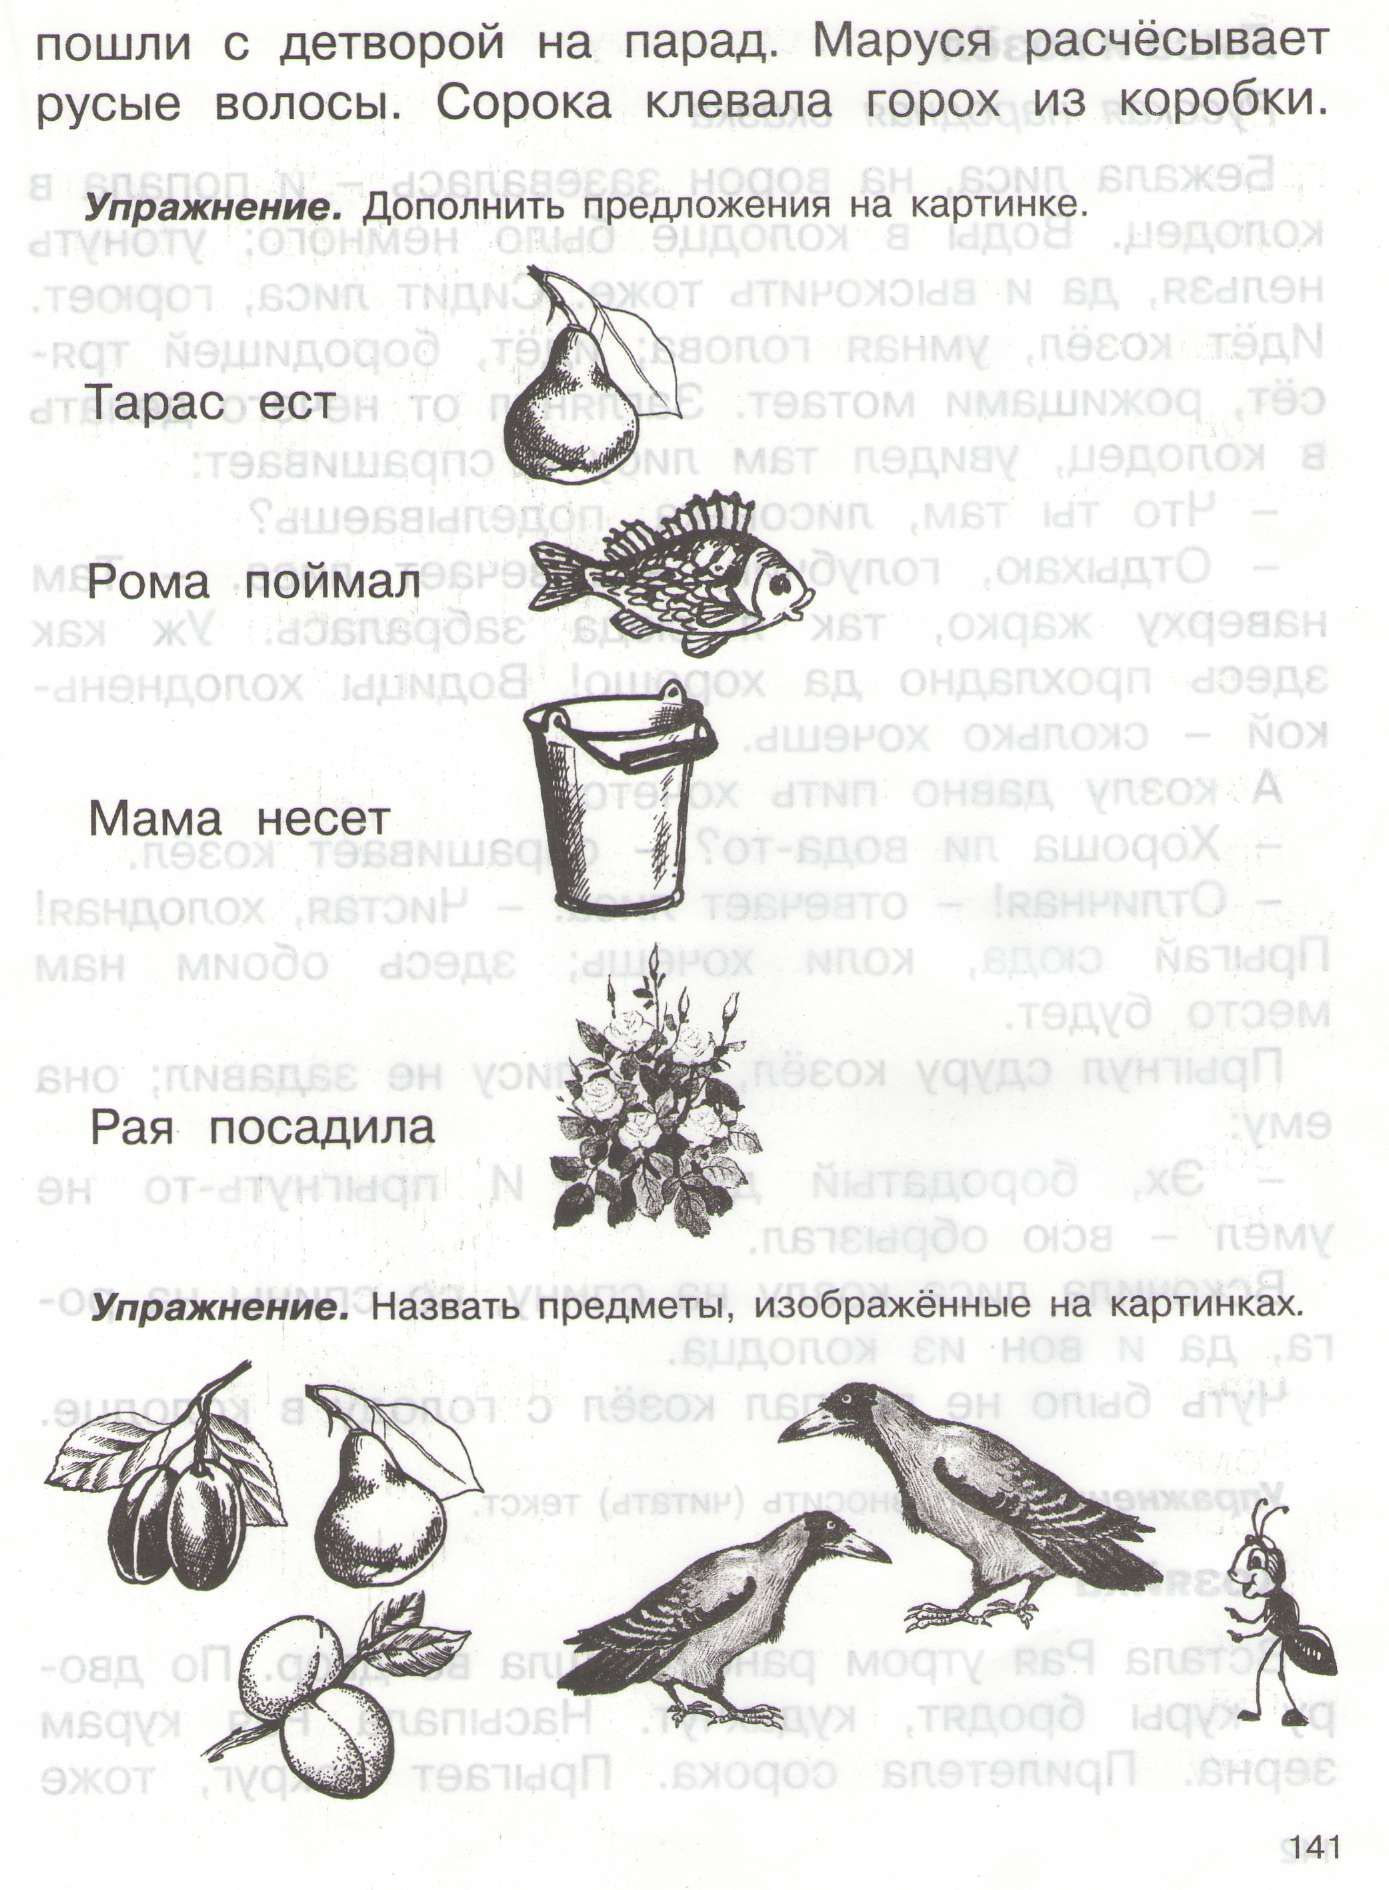 пошли с детворой на парад. Маруся расчёсывает
русые волосы. Сорока клевала горох из коробки.
Упражнение. Дополнить предложения на картинке.
Тарас ест
Рома поймал
Мама несет
Рая посадила
Упражнение. Назвать предметы, изображённые на картинках.
141